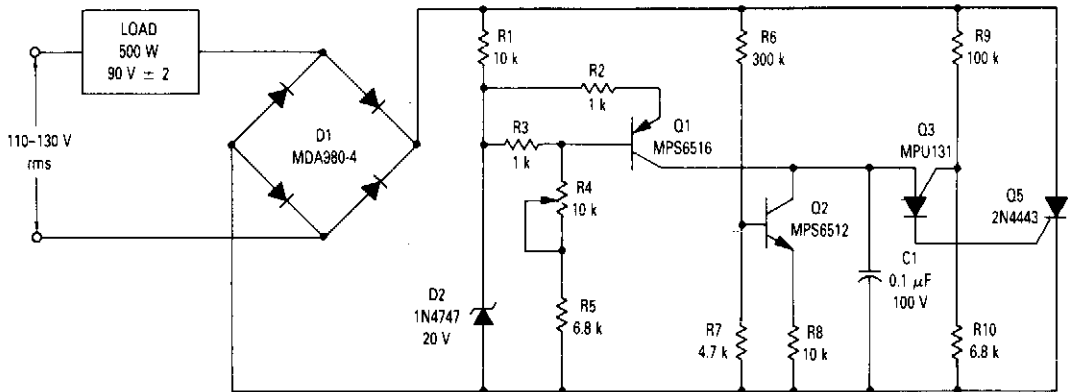 LOAD
500 W
90 V ± 2
110–130 V
rms
D1
MDA980-4
R1
10 k
R2
1 k
R3
1 k
R4
10 k
D2
1N4747
20 V
R5
6.8 k
Q1
MPS6516
R6
300 k
Q2
MPS6512
R7
4.7 k
R8
10 k
C1
0.1 μF
100 V
R9
100 k
Q3
MPU131
Q5
2N4443
R10
6.8 k